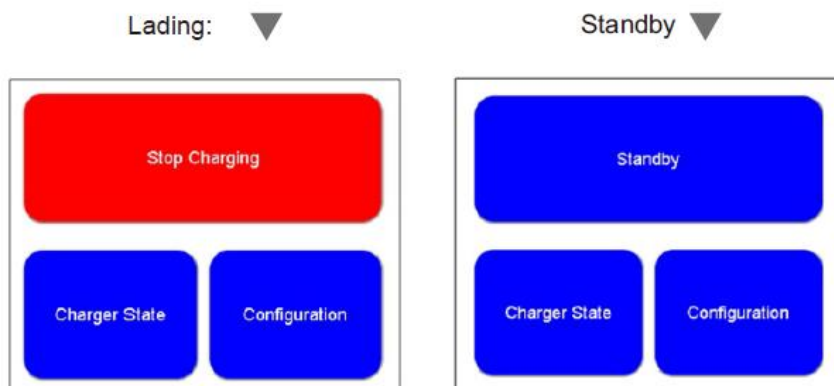 Lading:
Standby
Stop Charging
Charger State
Configuration
Standby
Charger State
Configuration